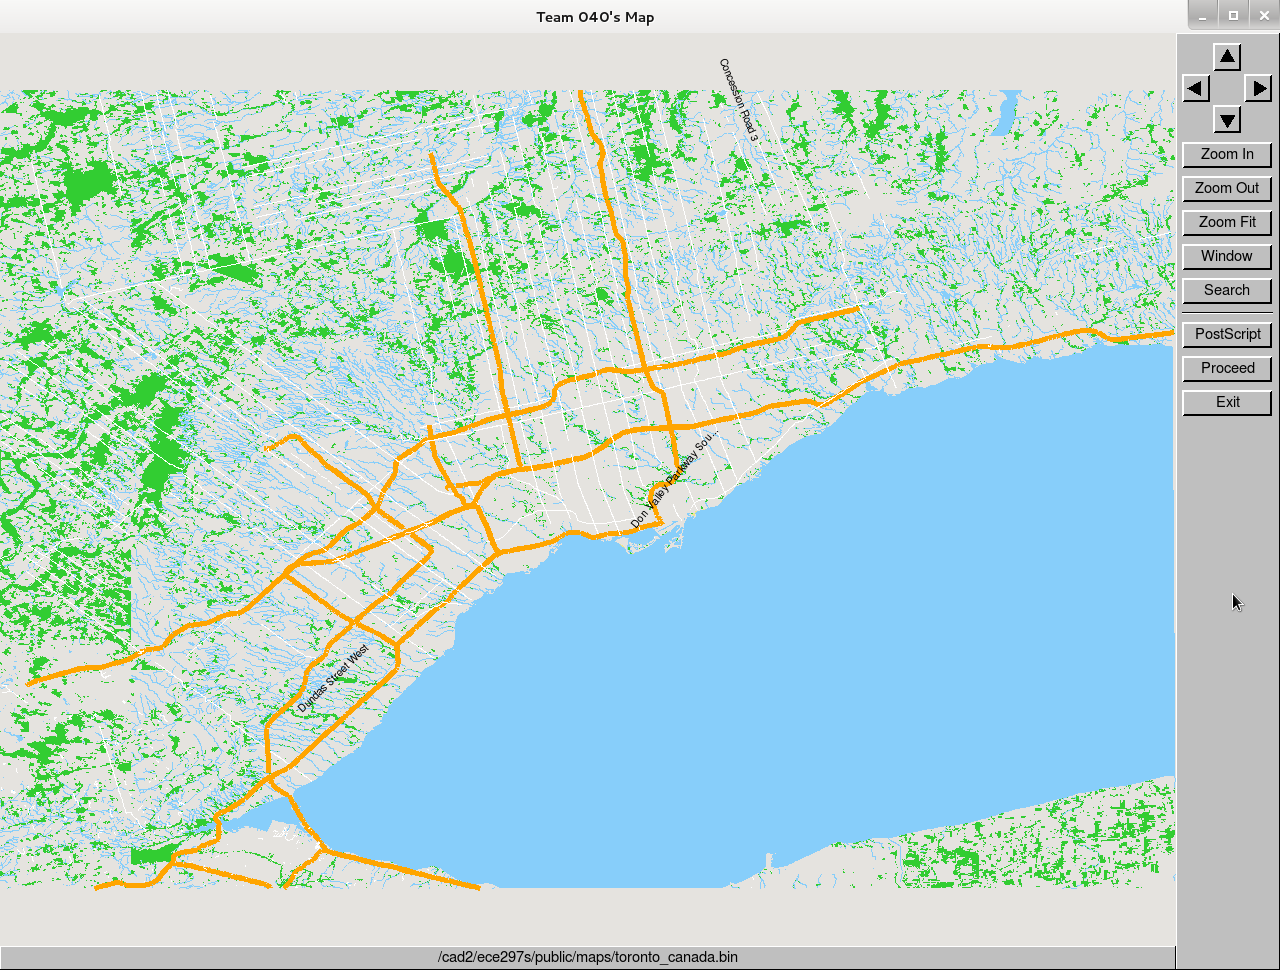 Team 040's Map
Concession Road 3
Zoom In
Zoom Out
Zoom Fit
Window
Search
PostScript
Proceed
Exit
Don Valley Parkway Sou...
Dundas Street West
/cad2/ece297s/public/maps/toronto_canada.bin